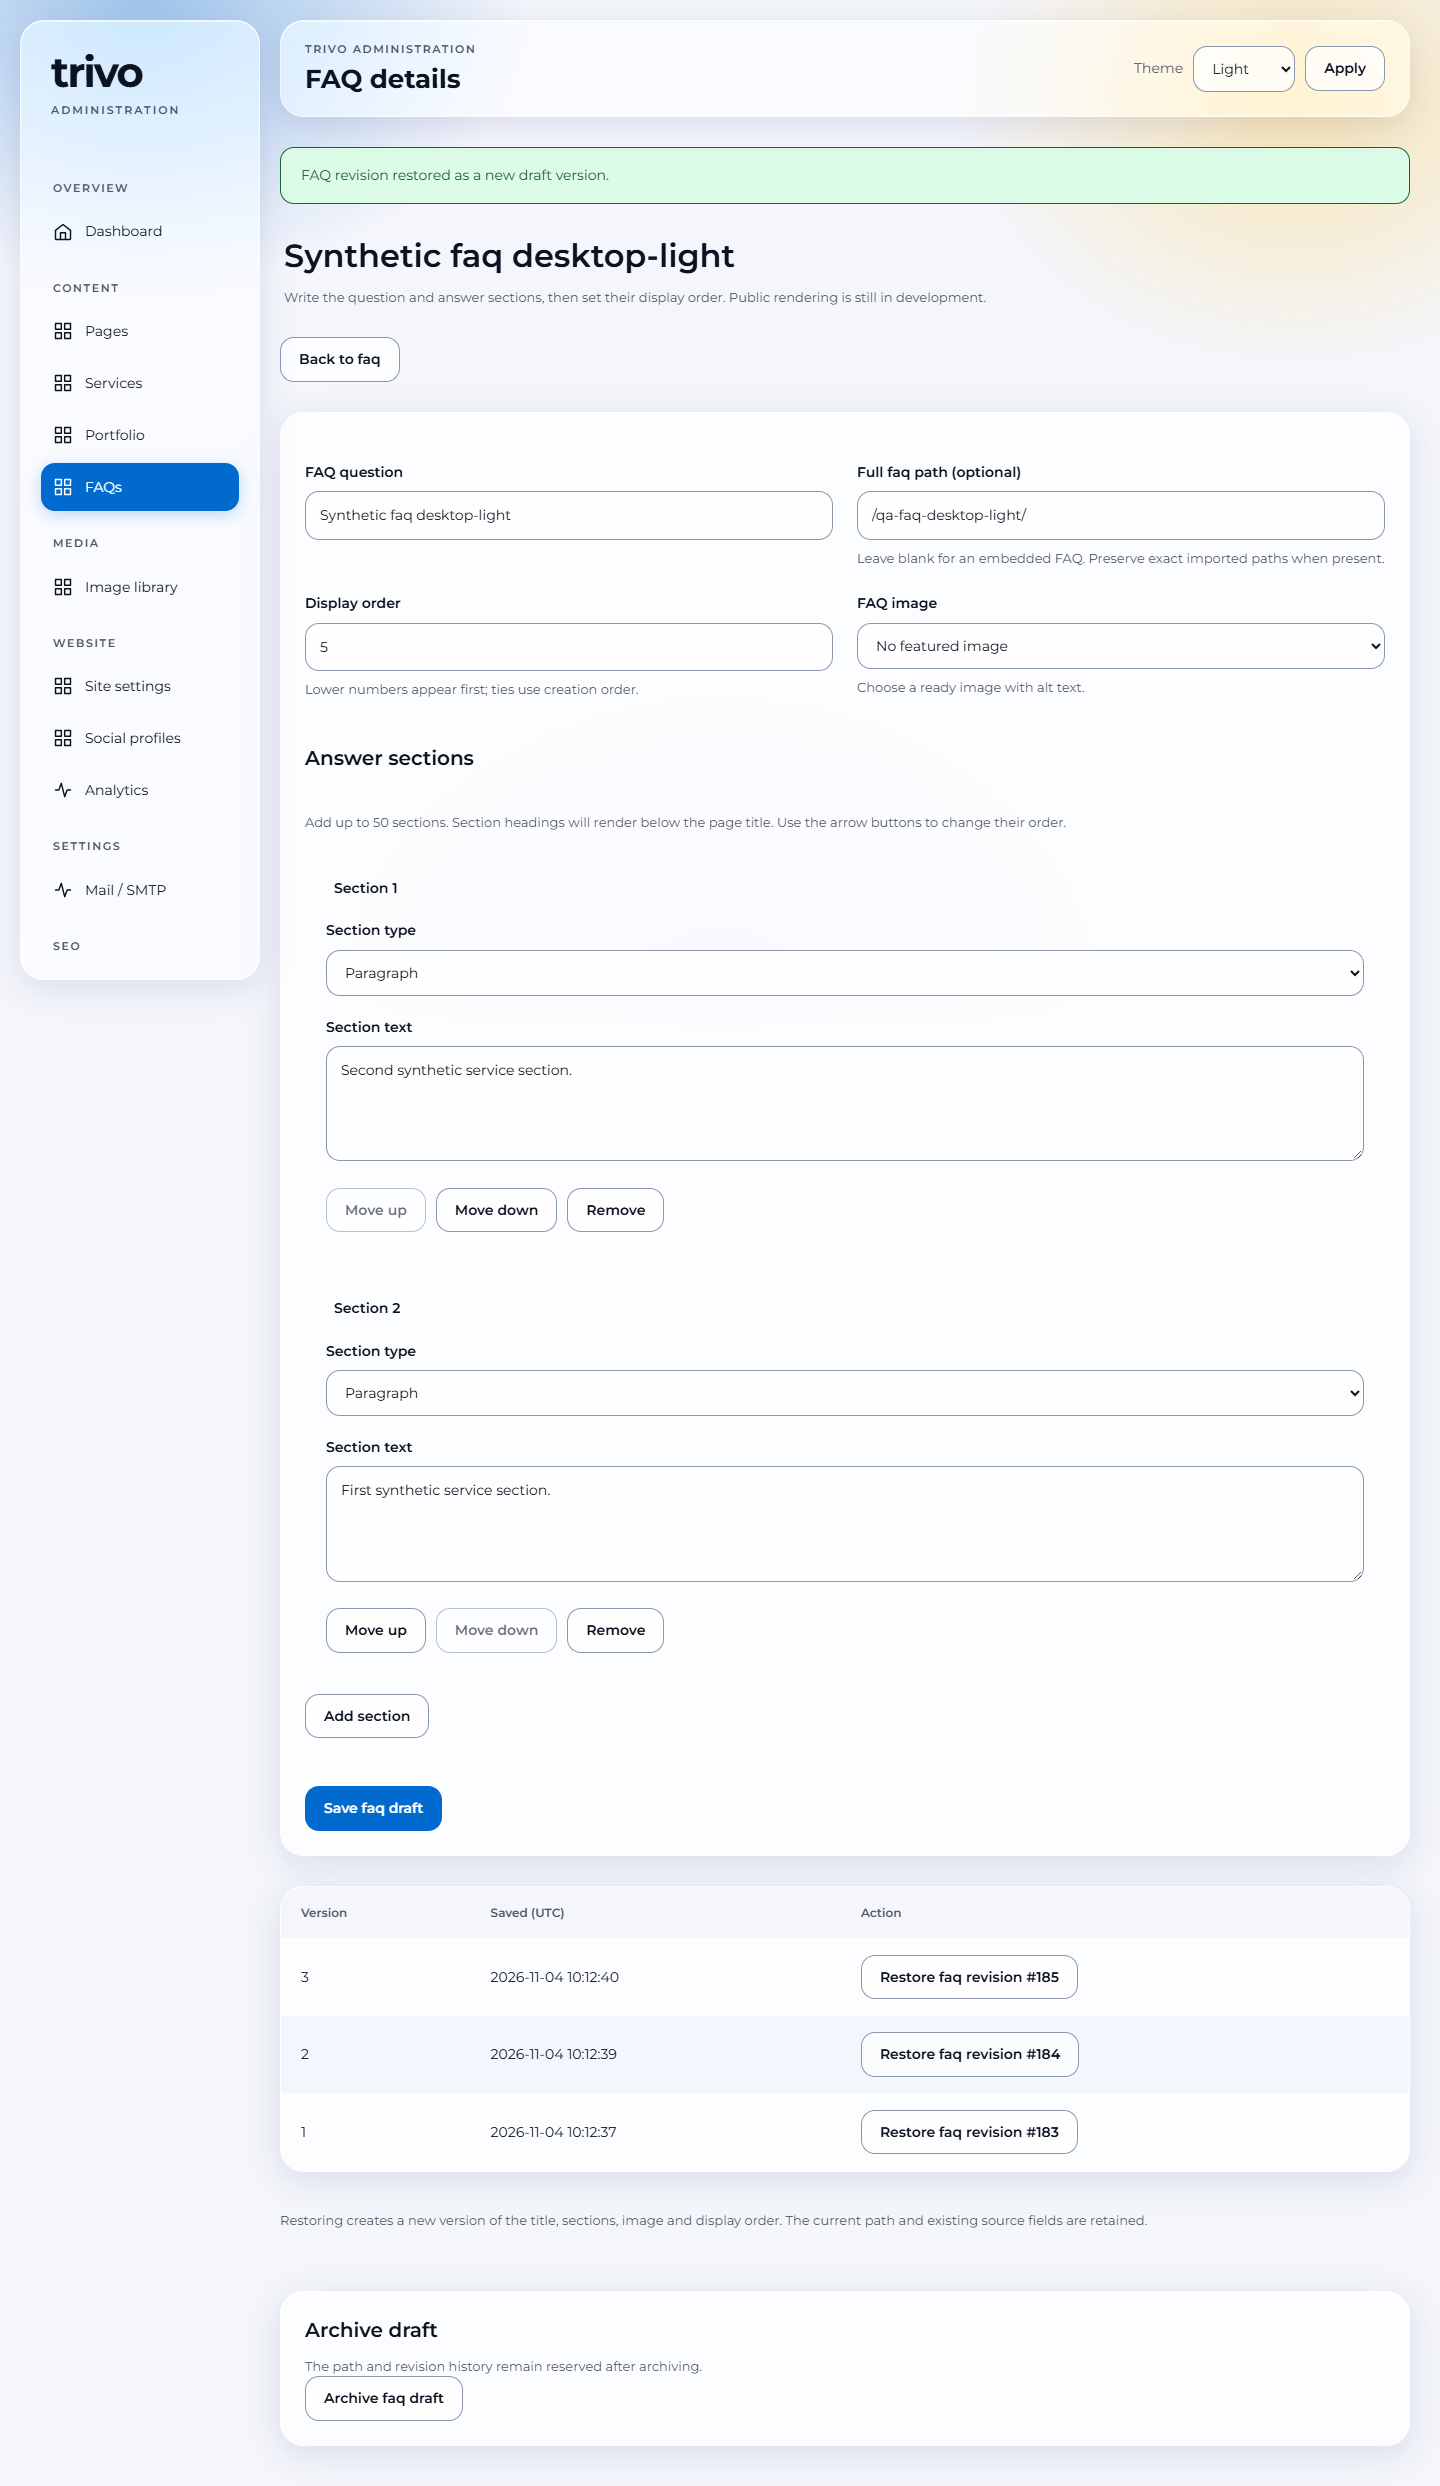 trivo
ADMINISTRATION
OVERVIEW
Dashboard
CONTENT
Pages
Services
Portfolio
FAQs
MEDIA
Image library
WEBSITE
Site settings
Social profiles
Analytics
SETTINGS
Mail / SMTP
SEO
TRIVO ADMINISTRATION
FAQ details
Theme
Light
Apply
FAQ revision restored as a new draft version.
Synthetic faq desktop-light
Write the question and answer sections, then set their display order. Public rendering is still in development.
Back to faq
FAQ question
Synthetic faq desktop-light
Full faq path (optional)
/qa-faq-desktop-light/
Leave blank for an embedded FAQ. Preserve exact imported paths when present.
Display order
5
Lower numbers appear first; ties use creation order.
FAQ image
No featured image
Choose a ready image with alt text.
Answer sections
Add up to 50 sections. Section headings will render below the page title. Use the arrow buttons to change their order.
Section 1
Section type
Paragraph
Section text
Second synthetic service section.
Move up
Move down
Remove
Section 2
Section type
Paragraph
Section text
First synthetic service section.
Move up
Move down
Remove
Add section
Save faq draft
Version Saved (UTC) Action
3 2026-11-04 10:12:40 Restore faq revision #185
2 2026-11-04 10:12:39 Restore faq revision #184
1 2026-11-04 10:12:37 Restore faq revision #183
Restoring creates a new version of the title, sections, image and display order. The current path and existing source fields are retained.
Archive draft
The path and revision history remain reserved after archiving.
Archive faq draft